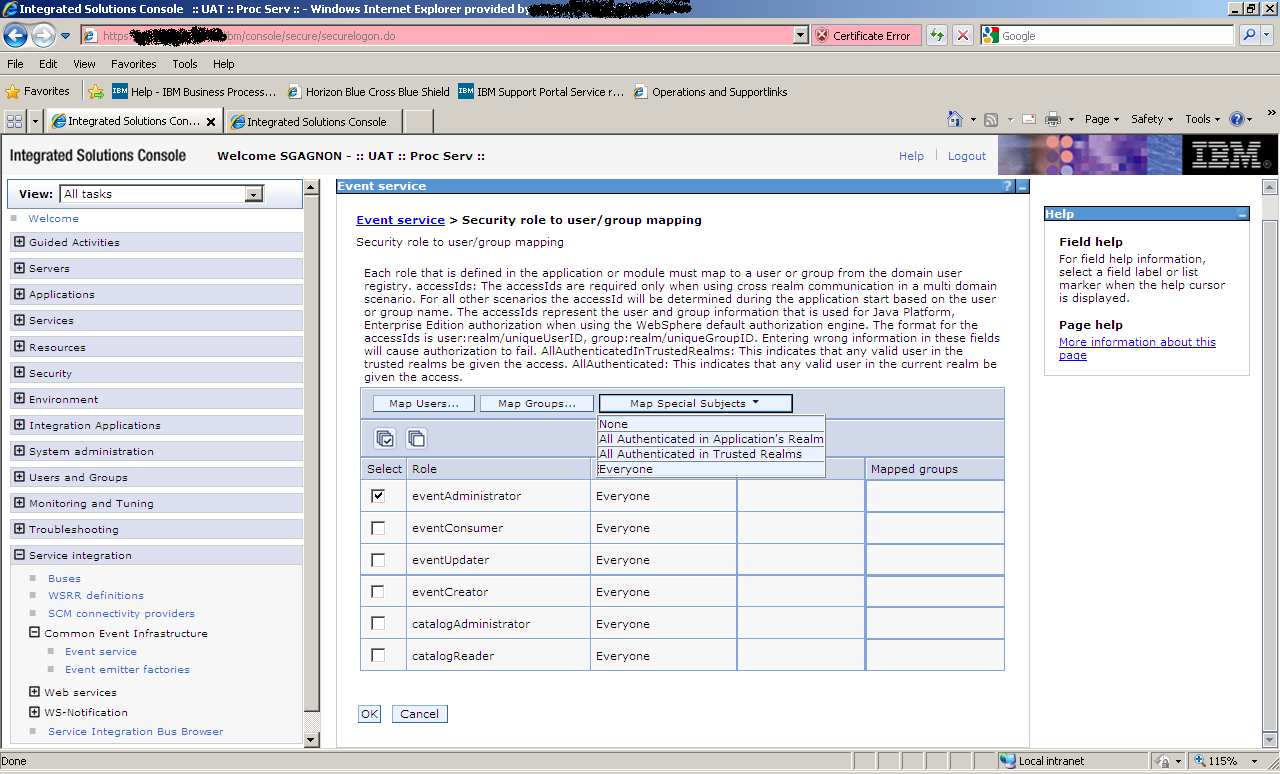 Integrated Solutions Console :: UAT :: Proc Serv :: - Windows Internet Explorer provided by
https bm/console/secure/securelogon.do
Certificate Error
Google
File Edit View Favorites Tools Help
Favorites
Help - IBM Business Process...
Horizon Blue Cross Blue Shield
IBM Support Portal Service r...
Operations and Supportlinks
Integrated Solutions Con...
Integrated Solutions Console
Page Safety Tools
Integrated Solutions Console
Welcome SGAGNON - :: UAT :: Proc Serv ::
Help Logout
IBM®
View: All tasks
Welcome
Guided Activities
Servers
Applications
Services
Resources
Security
Environment
Integration Applications
System administration
Users and Groups
Monitoring and Tuning
Troubleshooting
Service integration
Buses
WSRR definitions
SCM connectivity providers
Common Event Infrastructure
Event service
Event emitter factories
Web services
WS-Notification
Service Integration Bus Browser
Event service
?
Event service > Security role to user/group mapping
Security role to user/group mapping
Each role that is defined in the application or module must map to a user or group from the domain user
registry. accessIds: The accessIds are required only when using cross realm communication in a multi domain
scenario. For all other scenarios the accessId will be determined during the application start based on the user
or group name. The accessIds represent the user and group information that is used for Java Platform,
Enterprise Edition authorization when using the WebSphere default authorization engine. The format for the
accessIds is user:realm/uniqueUserID, group:realm/uniqueGroupID. Entering wrong information in these fields
will cause authorization to fail. AllAuthenticatedInTrustedRealms: This indicates that any valid user in the
trusted realms be given the access. AllAuthenticated: This indicates that any valid user in the current realm be
given the access.
Map Users... Map Groups... Map Special Subjects
None
All Authenticated in Application's Realm
All Authenticated in Trusted Realms
Everyone
Select Role Mapped groups
eventAdministrator Everyone
eventConsumer Everyone
eventUpdater Everyone
eventCreator Everyone
catalogAdministrator Everyone
catalogReader Everyone
OK Cancel
Help
Field help
For field help information,
select a field label or list
marker when the help cursor
is displayed.
Page help
More information about this
page
Done
Local intranet
115%